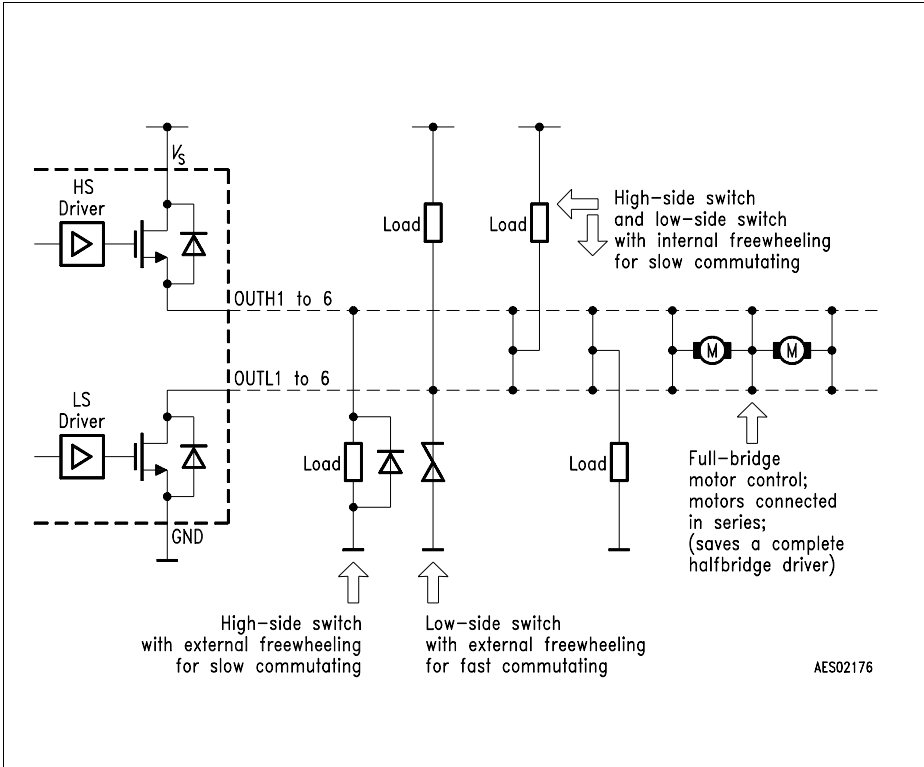 V_S
HS
Driver
OUTH1 to 6
OUTL1 to 6
LS
Driver
GND
Load
Load
Load
Load
High-side switch
and low-side switch
with internal freewheeling
for slow commutating
M
M
Full-bridge
motor control;
motors connected
in series;
(saves a complete
halfbridge driver)
High-side switch
with external freewheeling
for slow commutating
Low-side switch
with external freewheeling
for fast commutating
AES02176